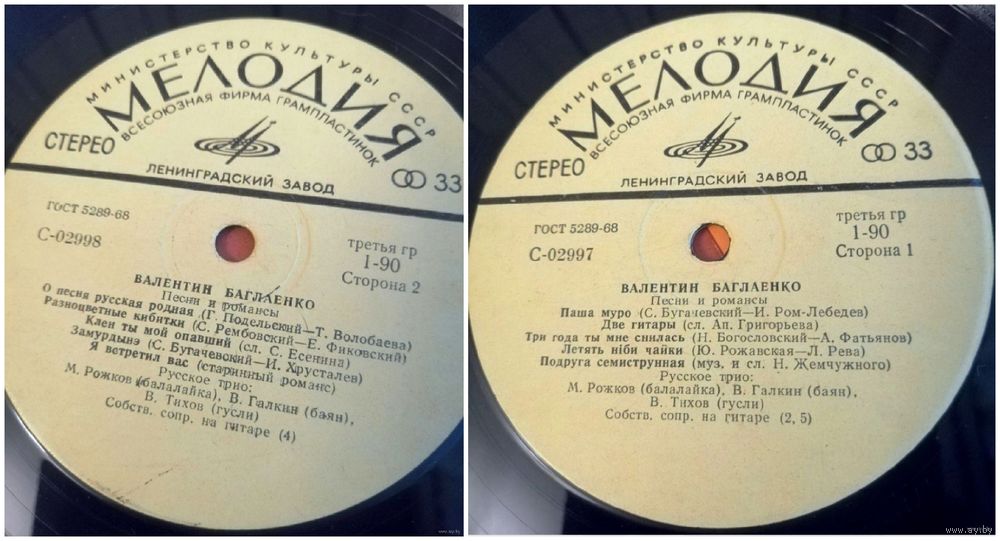 МИНИСТЕРСТВО КУЛЬТУРЫ СССР
МЕЛОДИЯ
ВСЕСОЮЗНАЯ ФИРМА ГРАМПЛАСТИНОК
СТЕРЕО
33
ЛЕНИНГРАДСКИЙ ЗАВОД
ГОСТ 5289-68
С-02998
третья гр
1-90
Сторона 2
ВАЛЕНТИН БАГЛАЕНКО
Песни и романсы
О песня русская родная (Г. Подельский—Т. Волобаева)
Разноцветные кибитки (С. Рембовский—Е. Фиковский)
Клен ты мой опавший (сл. С. Есенина)
Замурдынэ (С. Бугачевский—И. Хрусталев)
Я встретил вас (старинный романс)
Русское трио:
М. Рожков (балалайка), В. Галкин (баян),
В. Тихов (гусли)
Собств. сопр. на гитаре (4)
МИНИСТЕРСТВО КУЛЬТУРЫ СССР
МЕЛОДИЯ
ВСЕСОЮЗНАЯ ФИРМА ГРАМПЛАСТИНОК
СТЕРЕО
33
ЛЕНИНГРАДСКИЙ ЗАВОД
ГОСТ 5289-68
С-02997
третья гр
1-90
Сторона 1
ВАЛЕНТИН БАГЛАЕНКО
Песни и романсы
Паша муро (С. Бугачевский—И. Ром-Лебедев)
Две гитары (сл. Ап. Григорьева)
Три года ты мне снилась (Н. Богословский—А. Фатьянов)
Летять ніби чайки (Ю. Рожавская—Л. Рева)
Подруга семиструнная (муз. и сл. Н. Жемчужного)
Русское трио:
М. Рожков (балалайка), В. Галкин (баян),
В. Тихов (гусли)
Собств. сопр. на гитаре (2, 5)
www.ay.by